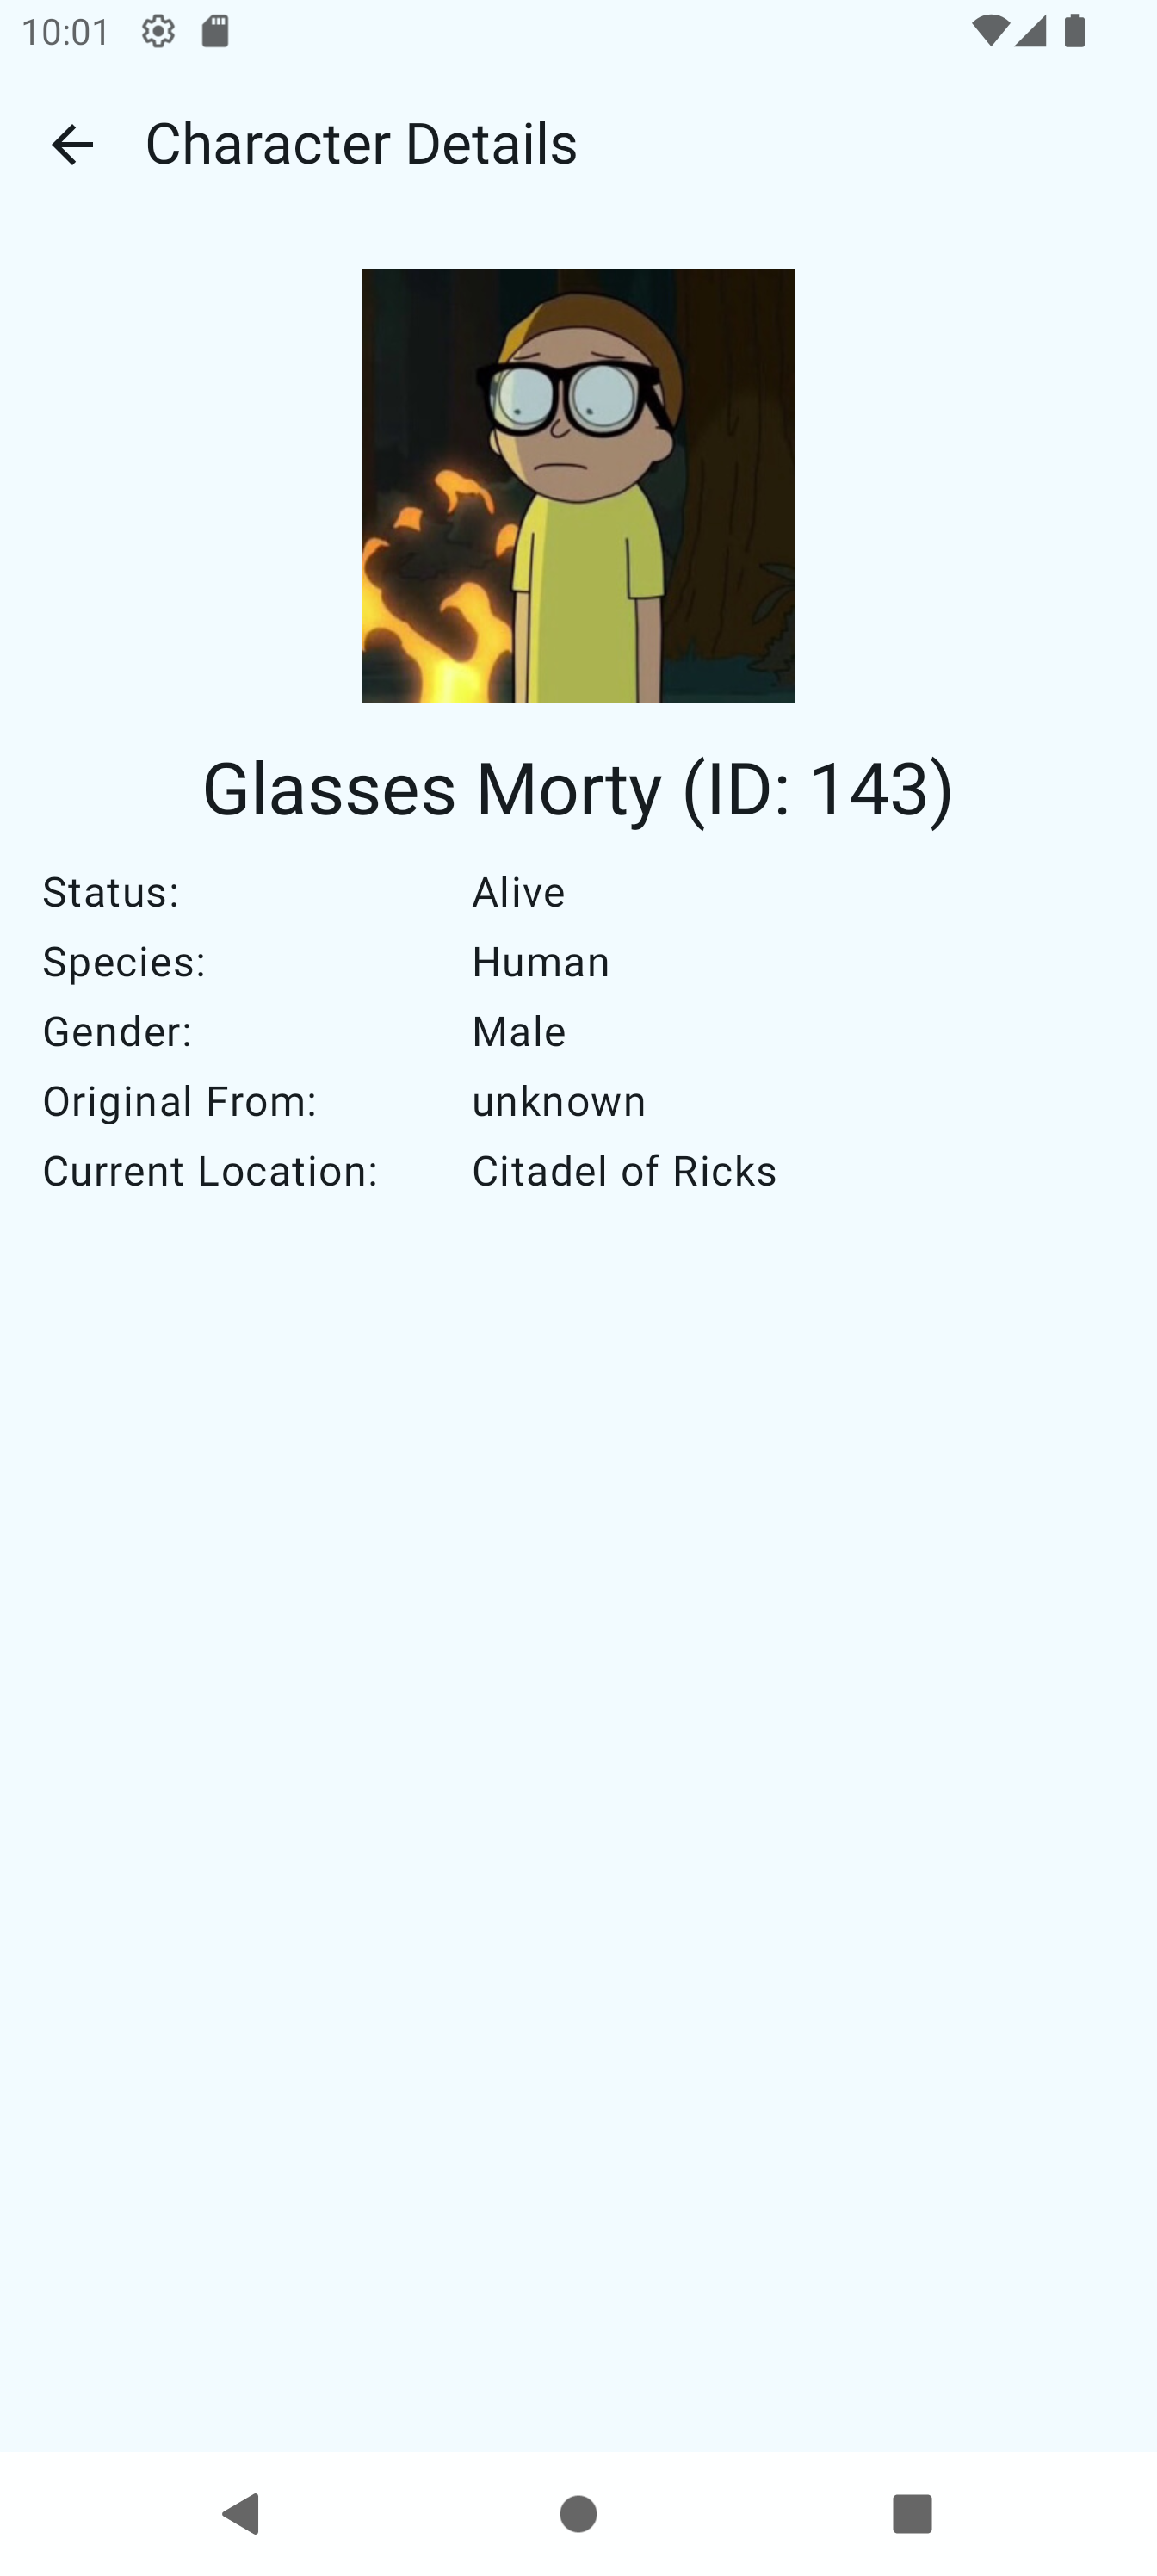 10:01
Character Details
Glasses Morty (ID: 143)
Status: Alive
Species: Human
Gender: Male
Original From: unknown
Current Location: Citadel of Ricks